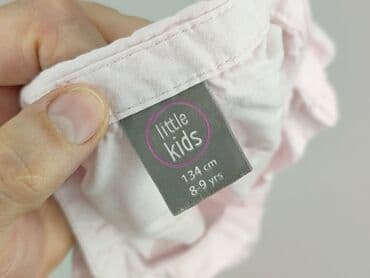 little
kids
134 cm
8-9 yrs